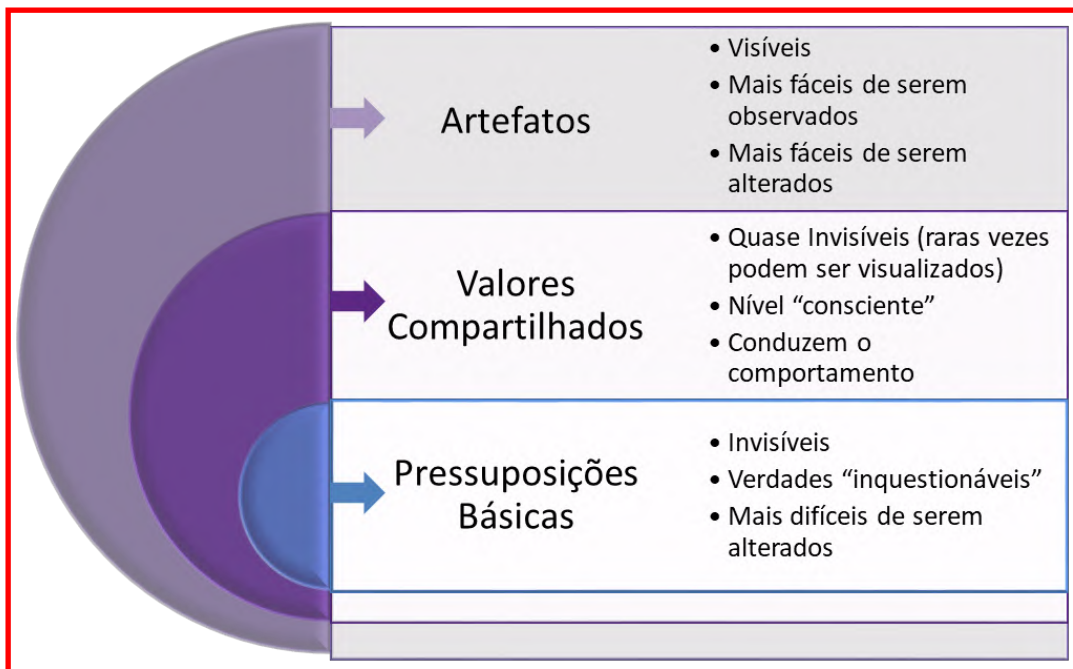 Artefatos
• Visíveis
• Mais fáceis de serem
observados
• Mais fáceis de serem
alterados
Valores
Compartilhados
• Quase Invisíveis (raras vezes
podem ser visualizados)
• Nível “consciente”
• Conduzem o
comportamento
Pressuposições
Básicas
• Invisíveis
• Verdades “inquestionáveis”
• Mais difíceis de serem
alterados